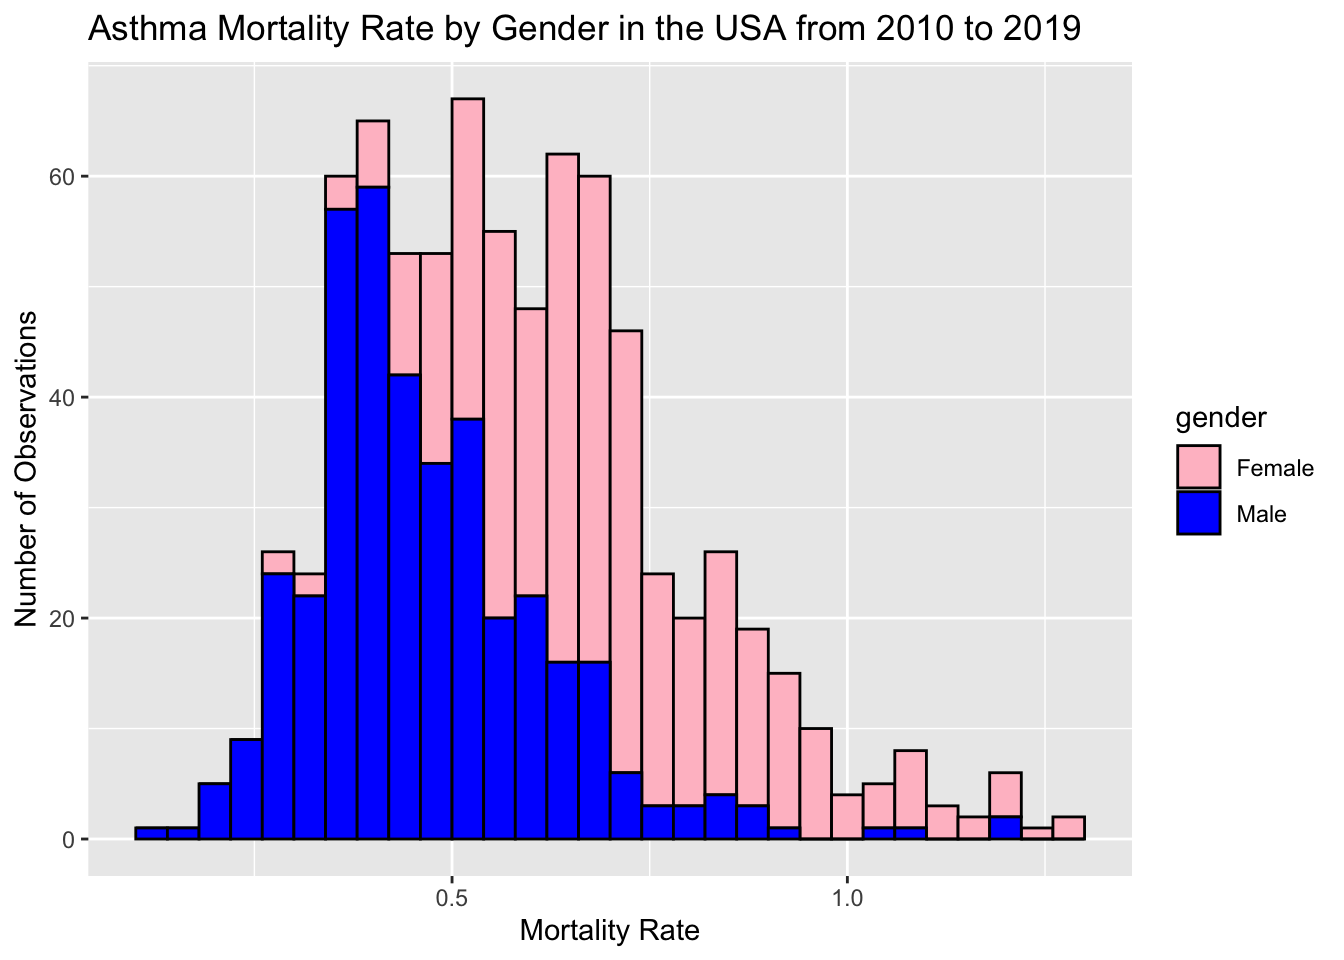 Asthma Mortality Rate by Gender in the USA from 2010 to 2019
Number of Observations
60
40
20
0
0.5
1.0
Mortality Rate
gender
Female
Male